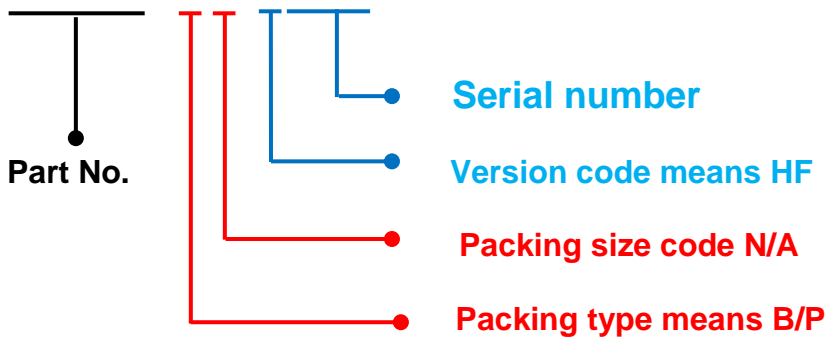 Serial number
Part No.
Version code means HF
Packing size code N/A
Packing type means B/P